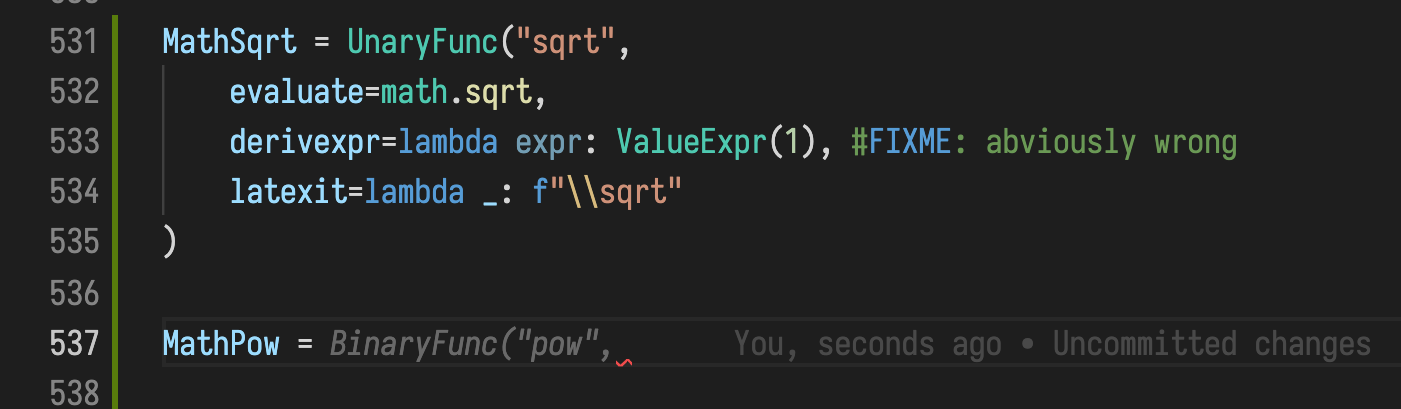 531 MathSqrt = UnaryFunc("sqrt",
532 evaluate=math.sqrt,
533 derivexpr=lambda expr: ValueExpr(1), #FIXME: abviously wrong
534 latexit=lambda _: f"\\sqrt"
535 )
536
537 MathPow = BinaryFunc("pow", You, seconds ago • Uncommitted changes
538